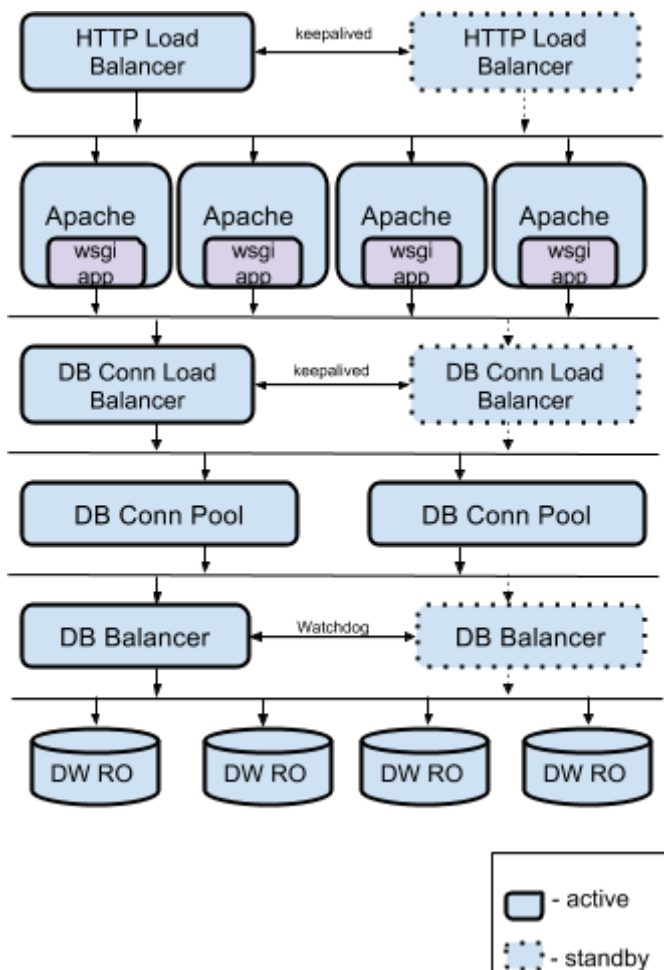 HTTP Load
Balancer
keepalived
HTTP Load
Balancer
Apache
wsgi
app
Apache
wsgi
app
Apache
wsgi
app
Apache
wsgi
app
DB Conn Load
Balancer
keepalived
DB Conn Load
Balancer
DB Conn Pool
DB Conn Pool
DB Balancer
Watchdog
DB Balancer
DW RO
DW RO
DW RO
DW RO
- active
- standby